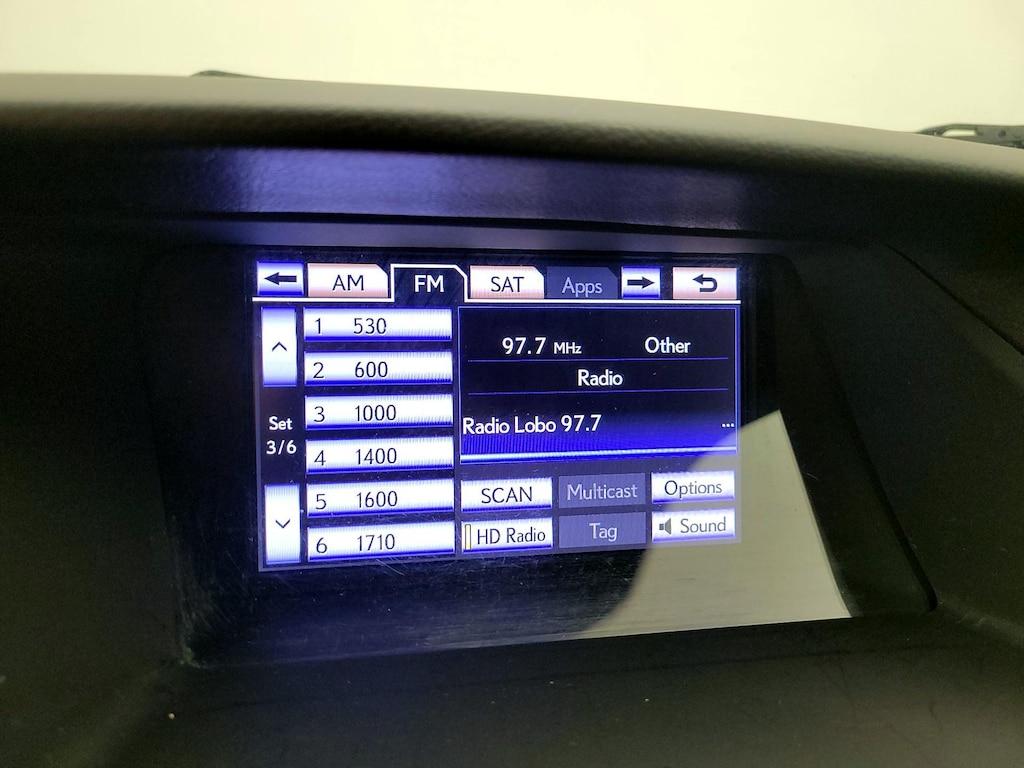 AM FM SAT Apps
1 530
2 600
3 1000
4 1400
5 1600
6 1710
Set
3/6
97.7 MHz Other
Radio
Radio Lobo 97.7 ...
SCAN Multicast Options
HD Radio Tag Sound